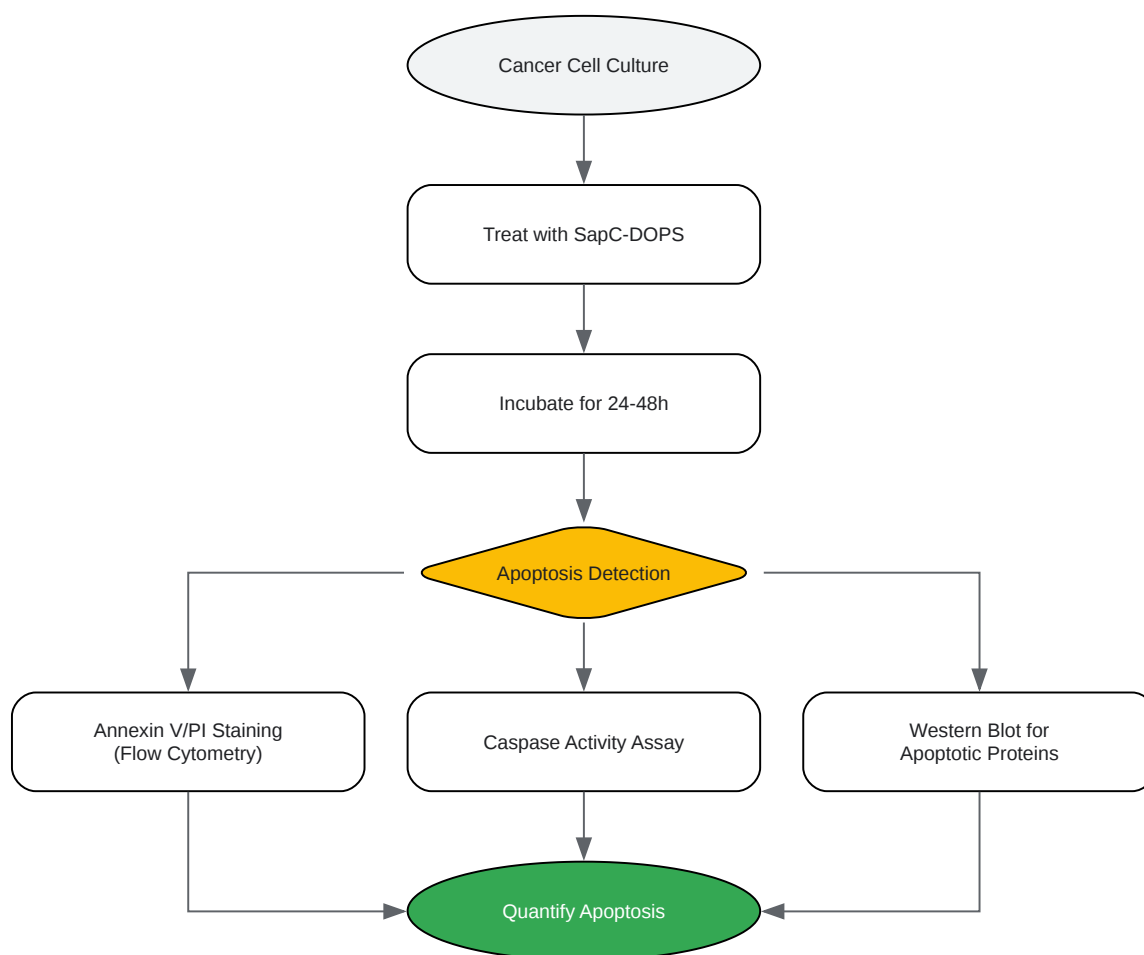 Cancer Cell Culture
Treat with SapC-DOPS
Incubate for 24-48h
Apoptosis Detection
Annexin V/PI Staining
(Flow Cytometry)
Caspase Activity Assay
Western Blot for
Apoptotic Proteins
Quantify Apoptosis